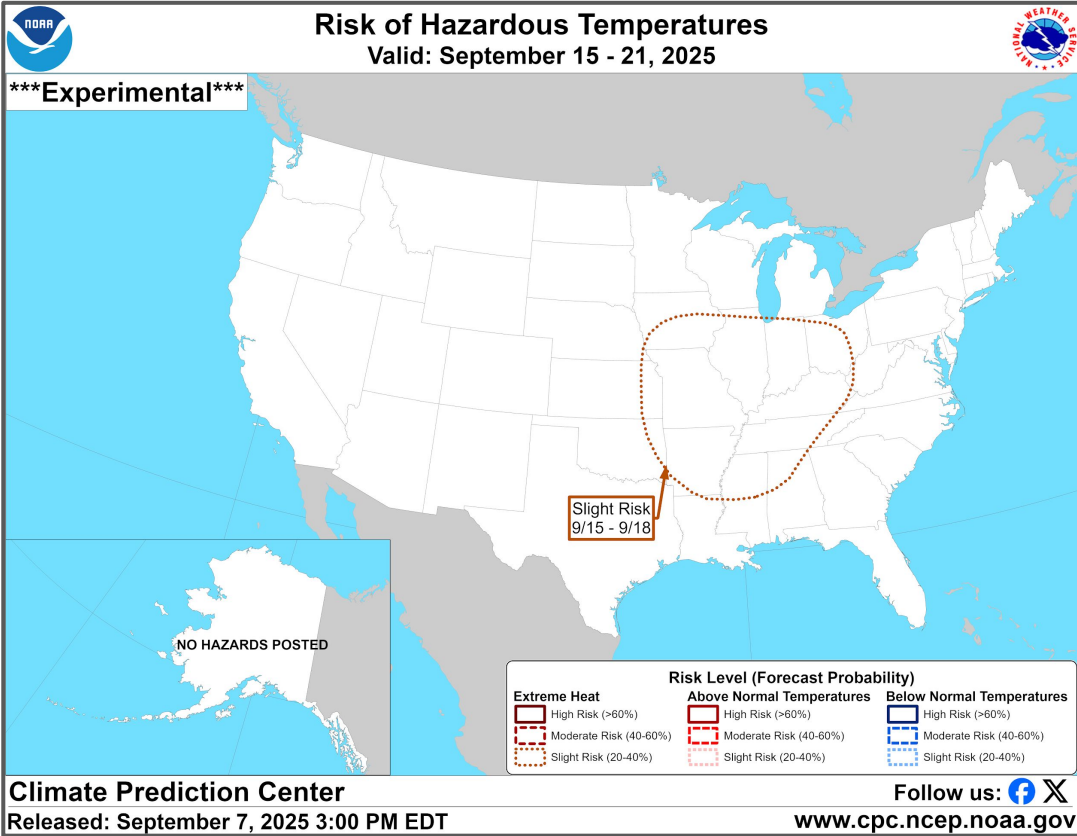 NOAA
Risk of Hazardous Temperatures
Valid: September 15 - 21, 2025
NATIONAL WEATHER SERVICE
***Experimental***
Slight Risk
9/15 - 9/18
NO HAZARDS POSTED
Risk Level (Forecast Probability)
Extreme Heat
High Risk (>60%)
Moderate Risk (40-60%)
Slight Risk (20-40%)
Above Normal Temperatures
High Risk (>60%)
Moderate Risk (40-60%)
Slight Risk (20-40%)
Below Normal Temperatures
High Risk (>60%)
Moderate Risk (40-60%)
Slight Risk (20-40%)
Climate Prediction Center
Follow us:
Released: September 7, 2025 3:00 PM EDT
www.cpc.ncep.noaa.gov